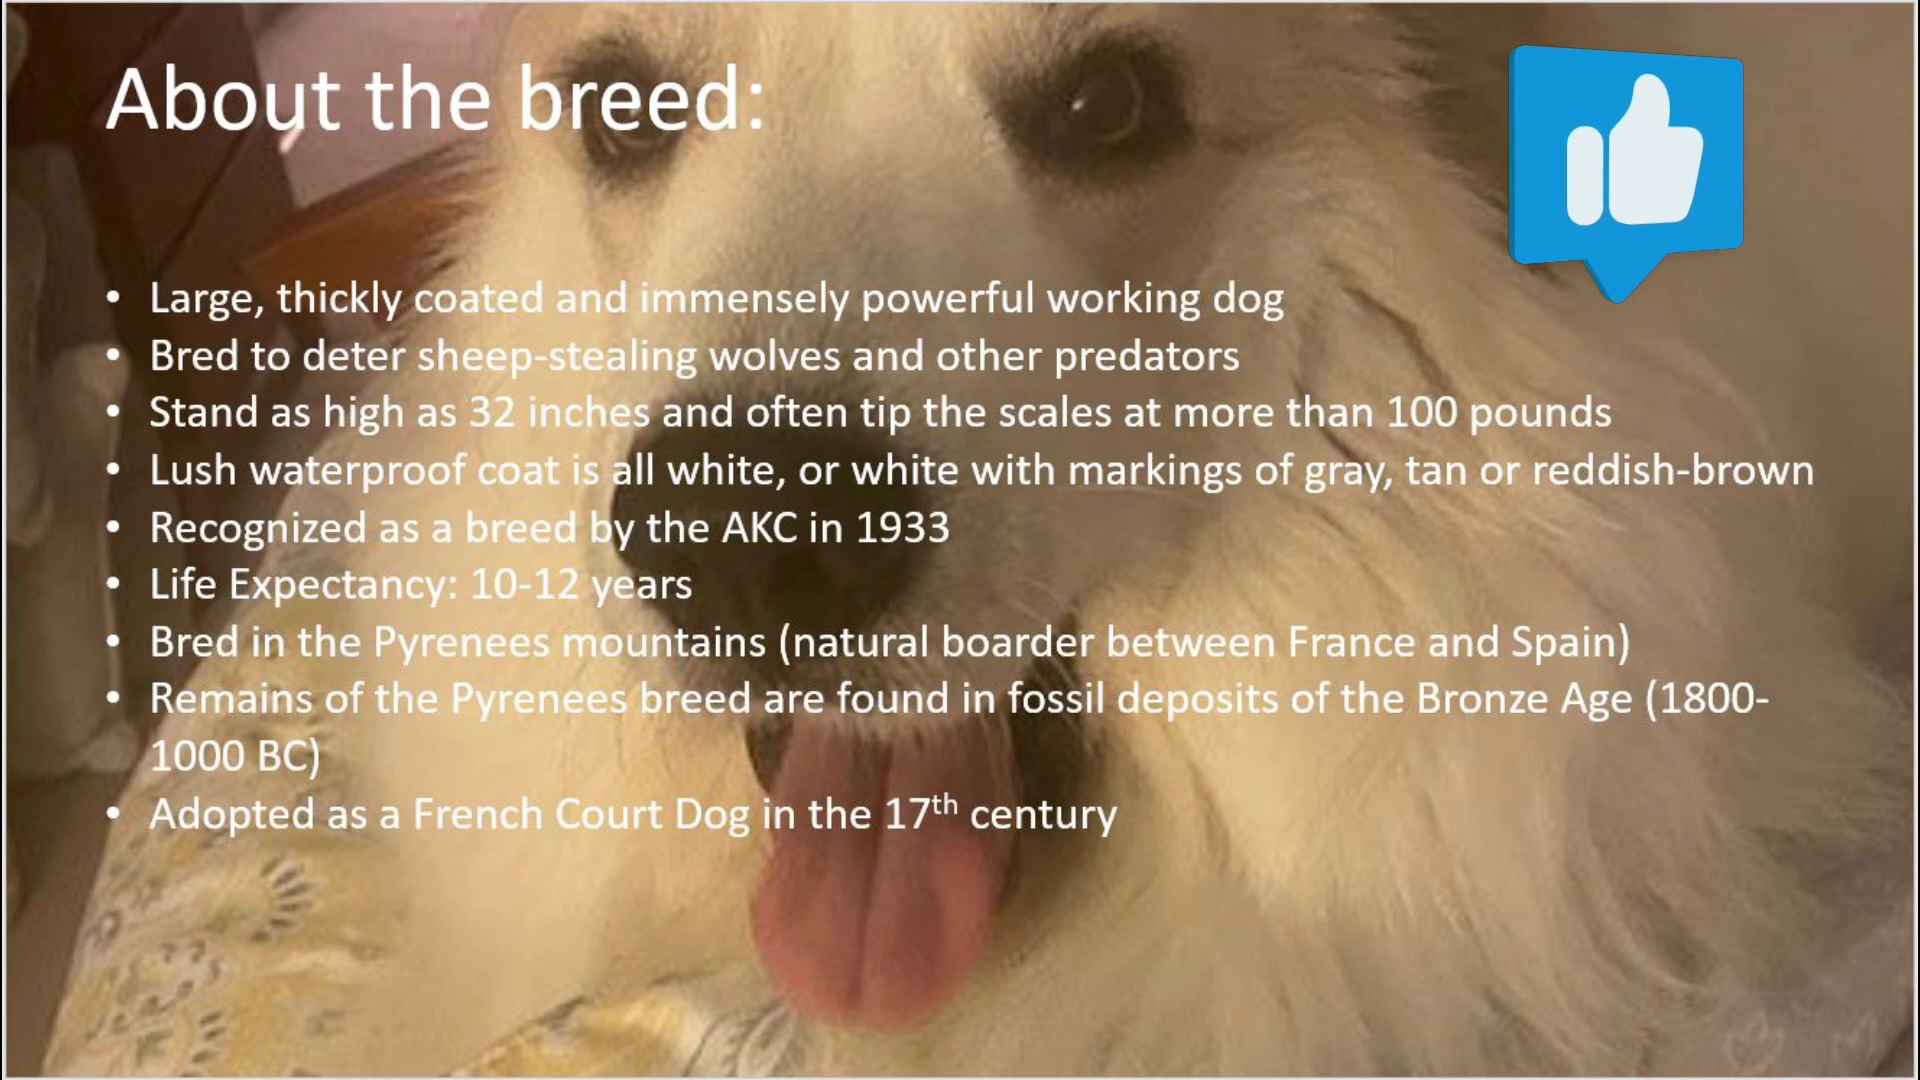 About the breed:
• Large, thickly coated and immensely powerful working dog
• Bred to deter sheep-stealing wolves and other predators
• Stand as high as 32 inches and often tip the scales at more than 100 pounds
• Lush waterproof coat is all white, or white with markings of gray, tan or reddish-brown
• Recognized as a breed by the AKC in 1933
• Life Expectancy: 10-12 years
• Bred in the Pyrenees mountains (natural boarder between France and Spain)
• Remains of the Pyrenees breed are found in fossil deposits of the Bronze Age (1800-
1000 BC)
• Adopted as a French Court Dog in the 17th century